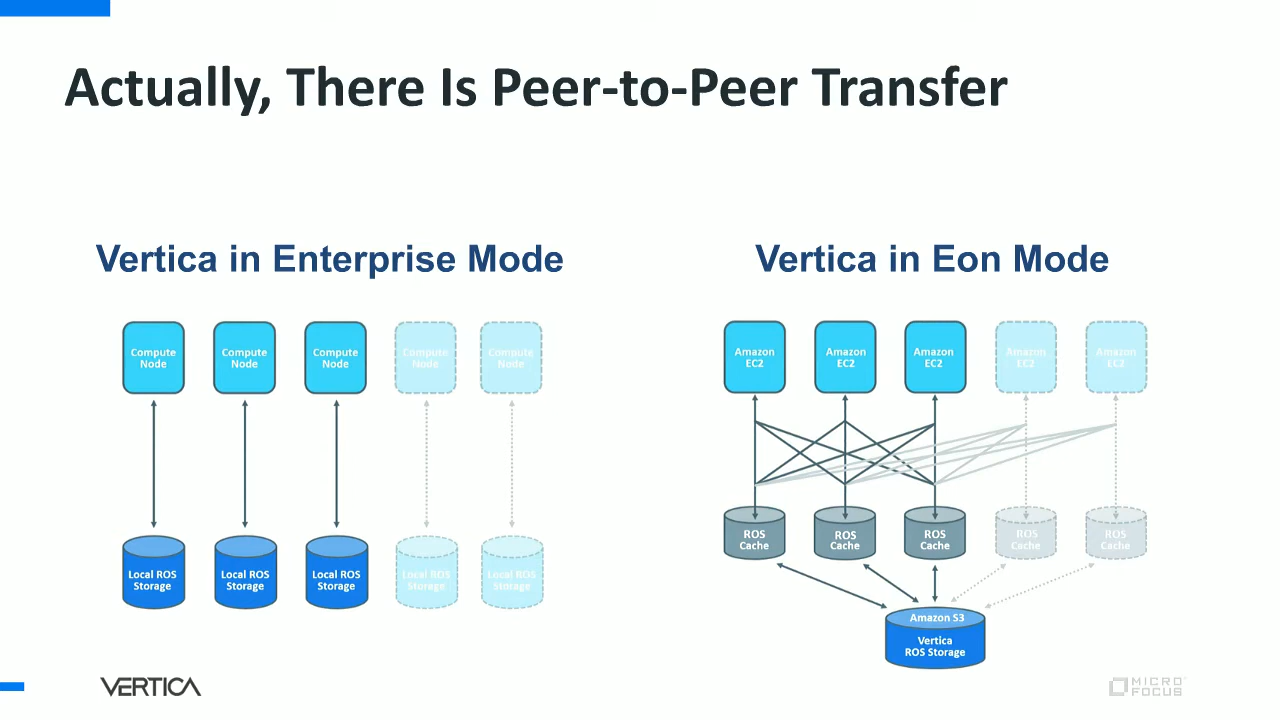 Actually, There Is Peer-to-Peer Transfer
Vertica in Enterprise Mode
Compute
Node
Compute
Node
Compute
Node
Compute
Node
Compute
Node
Local ROS
Storage
Local ROS
Storage
Local ROS
Storage
Local ROS
Storage
Local ROS
Storage
Vertica in Eon Mode
Amazon
EC2
Amazon
EC2
Amazon
EC2
Amazon
EC2
Amazon
EC2
ROS
Cache
ROS
Cache
ROS
Cache
ROS
Cache
ROS
Cache
Amazon S3
Vertica
ROS Storage
VERTICA
MICRO
FOCUS